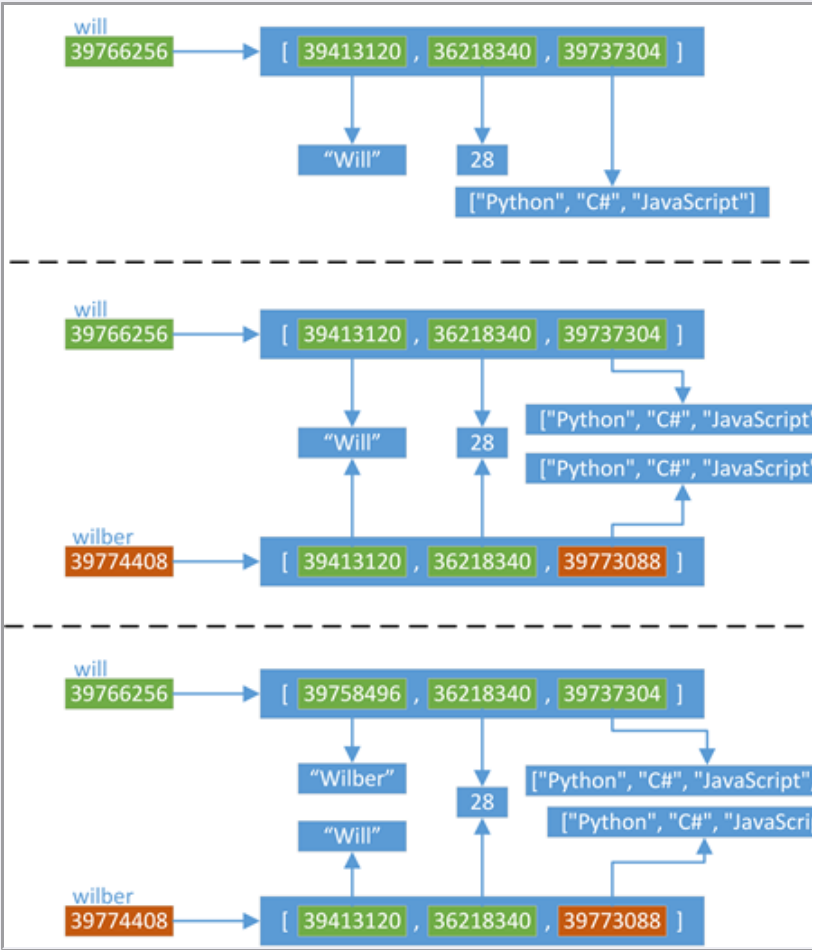 will
39766256 [ 39413120 , 36218340 , 39737304 ]
"Will" 28
["Python", "C#", "JavaScript"]
will
39766256 [ 39413120 , 36218340 , 39737304 ]
["Python", "C#", "JavaScript"
“Will” 28
["Python", "C#", "JavaScript"
wilber
39774408 [ 39413120 , 36218340 , 39773088 ]
will
39766256 [ 39758496 , 36218340 , 39737304 ]
“Wilber” ["Python", "C#", "JavaScript",
28
“Will” ["Python", "C#", "JavaScri
wilber
39774408 [ 39413120 , 36218340 , 39773088 ]